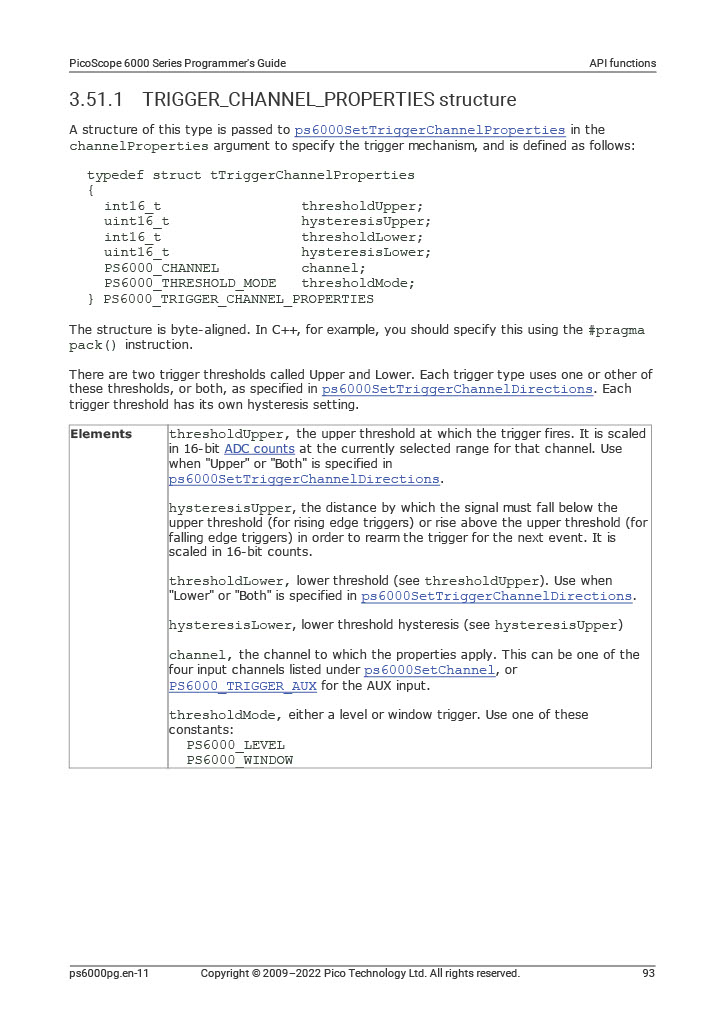 PicoScope 6000 Series Programmer's Guide API functions
3.51.1 TRIGGER_CHANNEL_PROPERTIES structure
A structure of this type is passed to ps6000SetTriggerChannelProperties in the
channelProperties argument to specify the trigger mechanism, and is defined as follows:
typedef struct tTriggerChannelProperties
{
int16_t thresholdUpper;
uint16_t hysteresisUpper;
int16_t thresholdLower;
uint16_t hysteresisLower;
PS6000_CHANNEL channel;
PS6000_THRESHOLD_MODE thresholdMode;
} PS6000_TRIGGER_CHANNEL_PROPERTIES
The structure is byte-aligned. In C++, for example, you should specify this using the #pragma
pack() instruction.
There are two trigger thresholds called Upper and Lower. Each trigger type uses one or other of
these thresholds, or both, as specified in ps6000SetTriggerChannelDirections. Each
trigger threshold has its own hysteresis setting.
Elements thresholdUpper, the upper threshold at which the trigger fires. It is scaled
in 16-bit ADC counts at the currently selected range for that channel. Use
when "Upper" or "Both" is specified in
ps6000SetTriggerChannelDirections.
hysteresisUpper, the distance by which the signal must fall below the
upper threshold (for rising edge triggers) or rise above the upper threshold (for
falling edge triggers) in order to rearm the trigger for the next event. It is
scaled in 16-bit counts.
thresholdLower, lower threshold (see thresholdUpper). Use when
"Lower" or "Both" is specified in ps6000SetTriggerChannelDirections.
hysteresisLower, lower threshold hysteresis (see hysteresisUpper)
channel, the channel to which the properties apply. This can be one of the
four input channels listed under ps6000SetChannel, or
PS6000_TRIGGER_AUX for the AUX input.
thresholdMode, either a level or window trigger. Use one of these
constants:
PS6000_LEVEL
PS6000_WINDOW
ps6000pg.en-11 Copyright © 2009–2022 Pico Technology Ltd. All rights reserved. 93